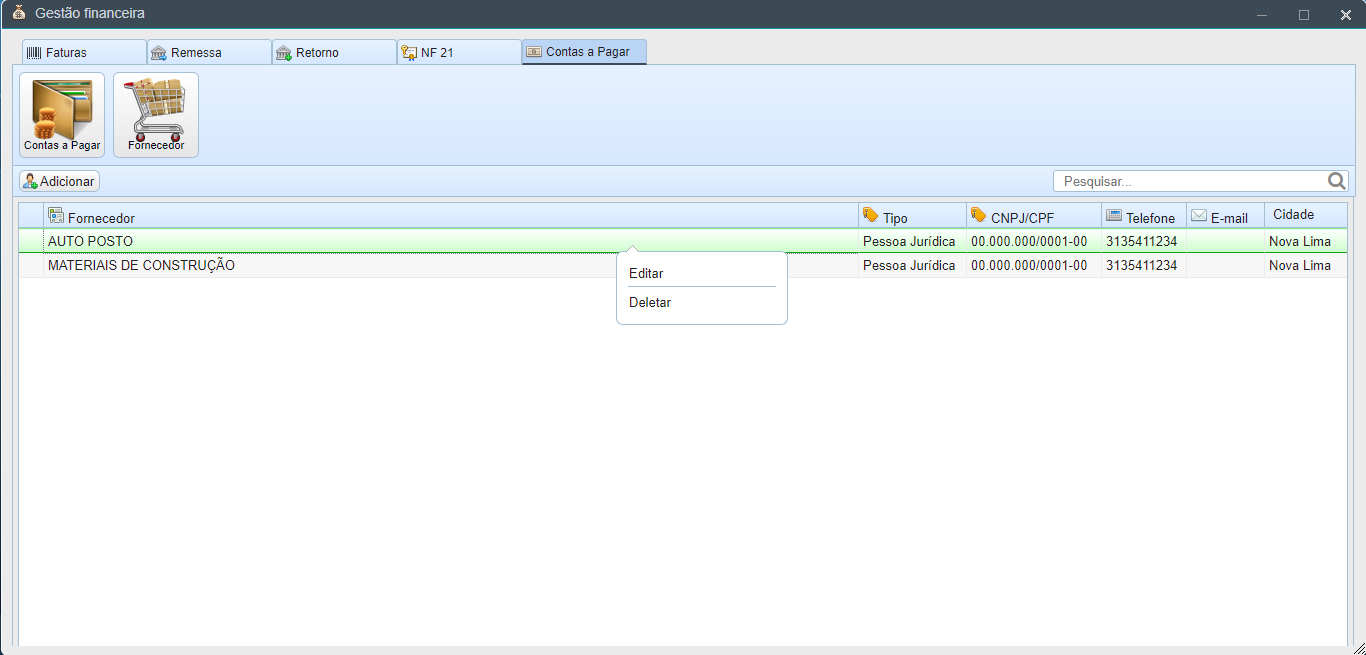 Gestão financeira
Faturas Remessa Retorno NF 21 Contas a Pagar
Contas a Pagar Fornecedor
Adicionar Pesquisar...
Fornecedor Tipo CNPJ/CPF Telefone E-mail Cidade
AUTO POSTO Pessoa Jurídica 00.000.000/0001-00 3135411234 Nova Lima
MATERIAIS DE CONSTRUÇÃO Pessoa Jurídica 00.000.000/0001-00 3135411234 Nova Lima
Editar
Deletar